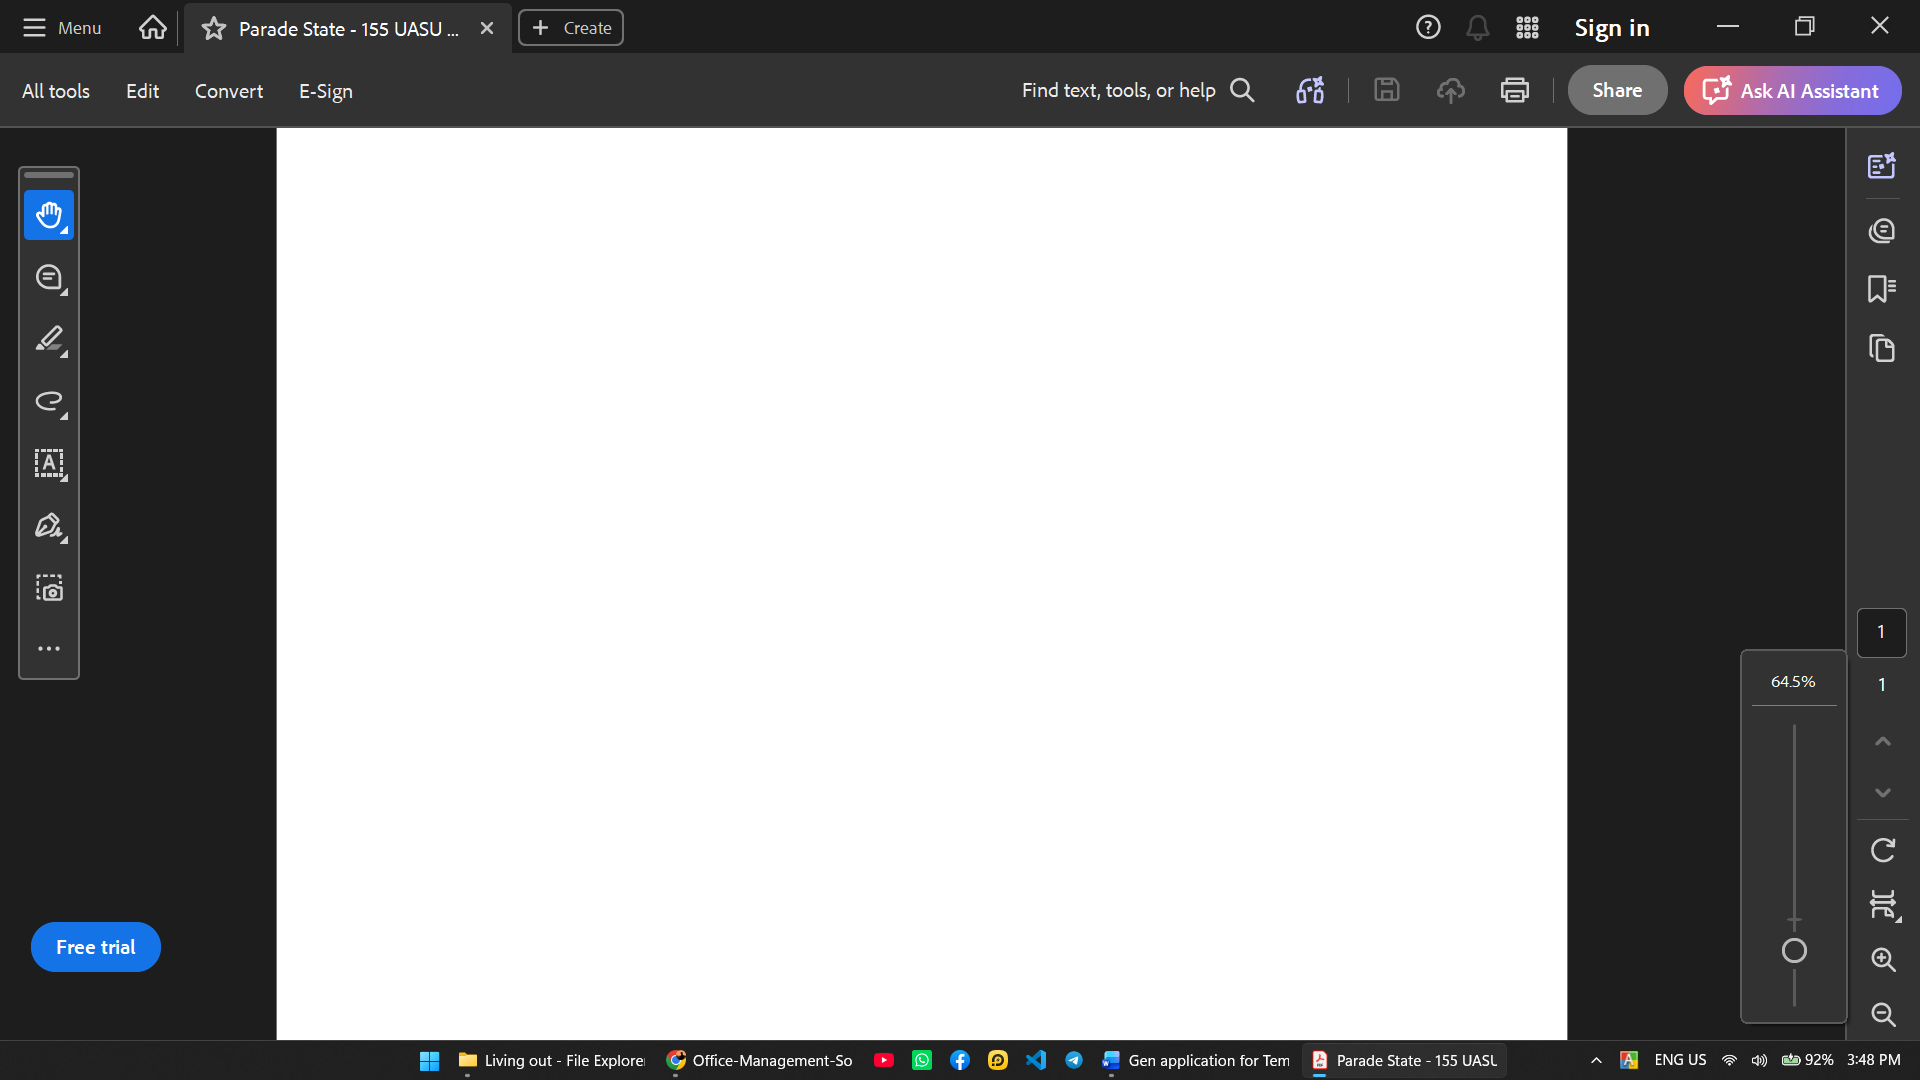 Menu
Parade State - 155 UASU ...
Create
Sign in
All tools
Edit
Convert
E-Sign
Find text, tools, or help
Share
Ask AI Assistant
1
64.5%
1
Free trial
Living out - File Explorer
Office-Management-So
Gen application for Tem
Parade State - 155 UASU
ENG US
92%
3:48 PM